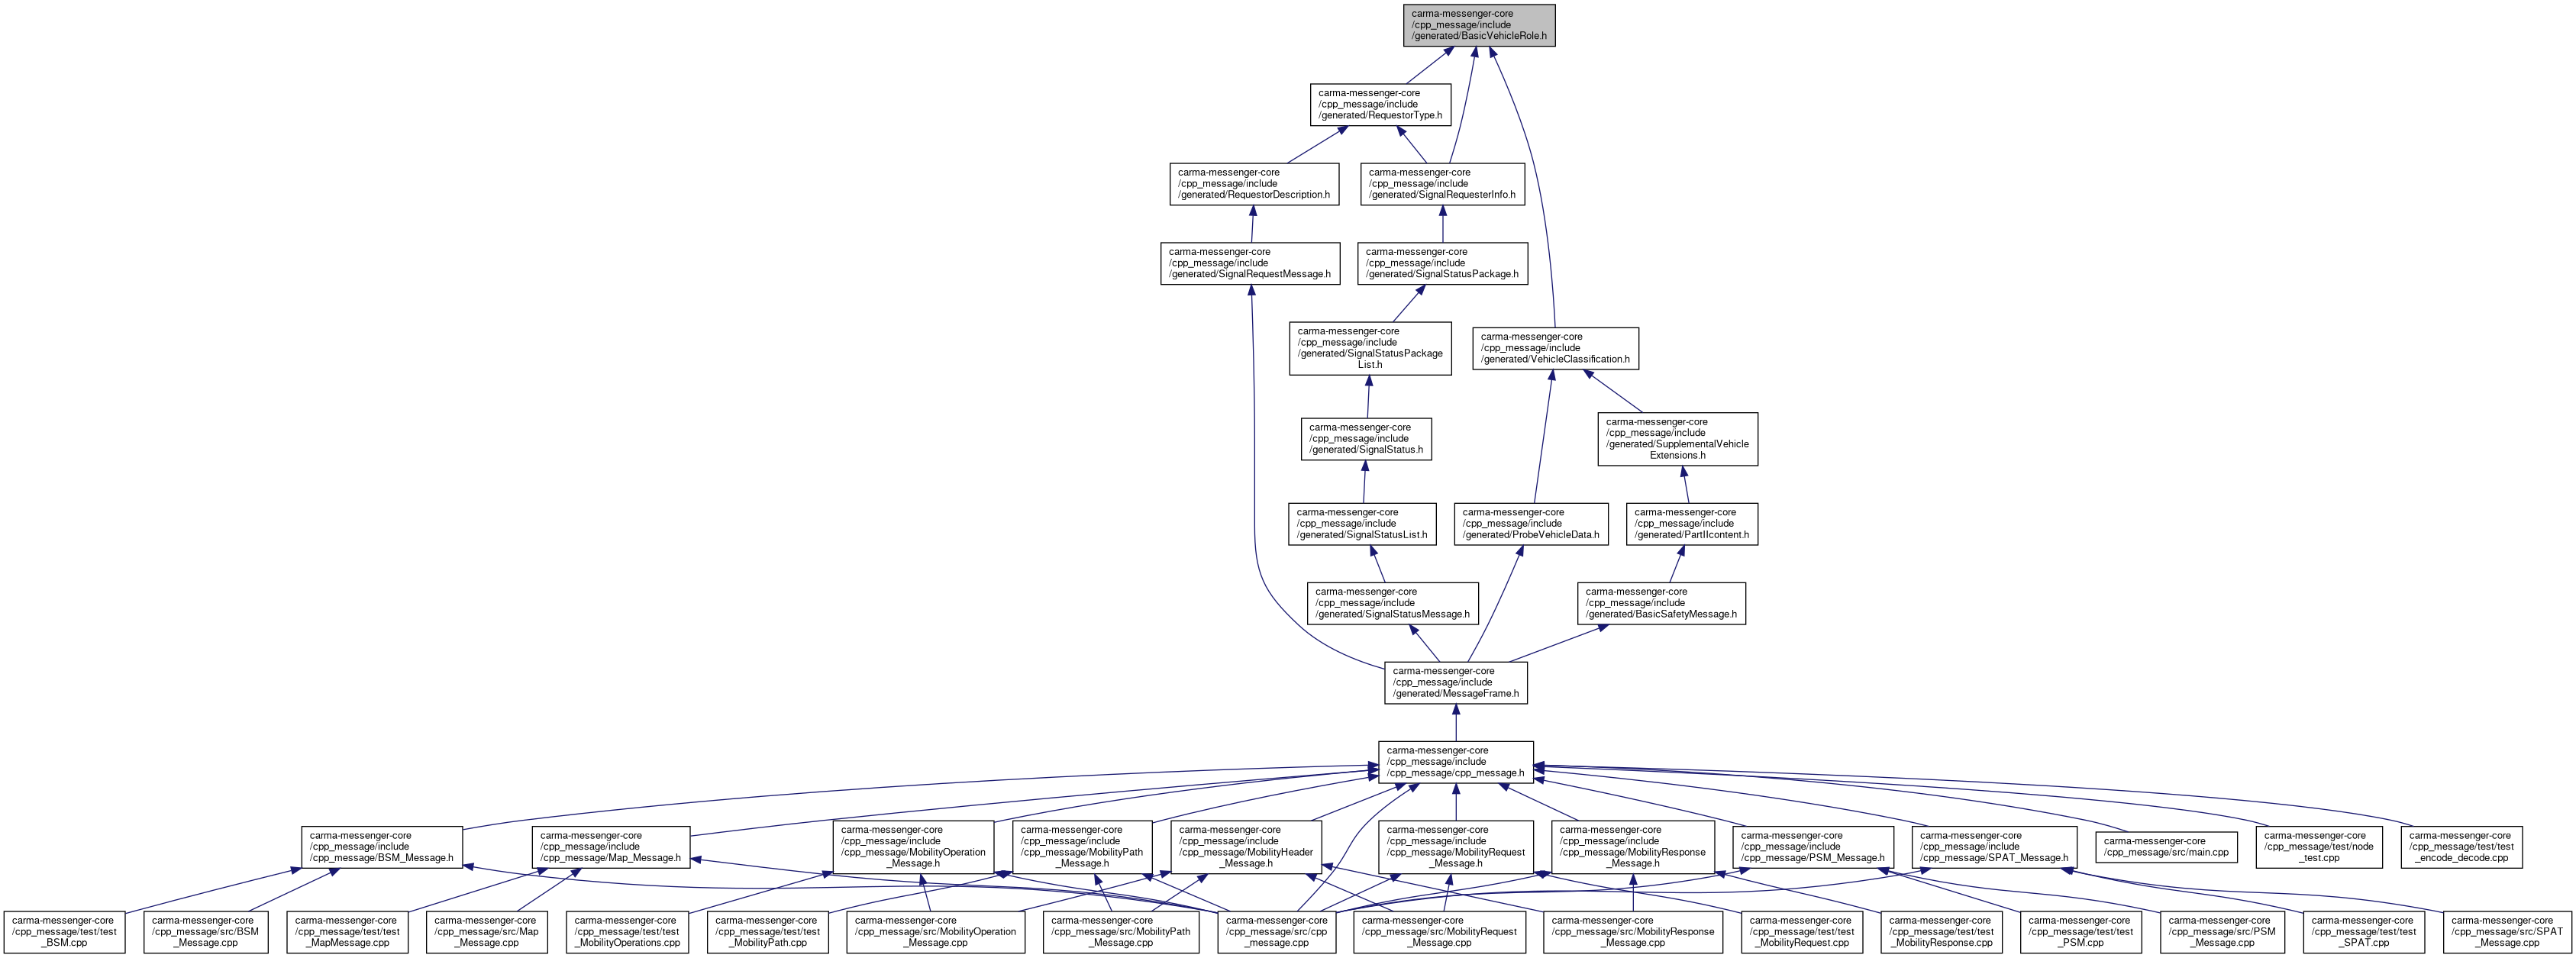 carma-messenger-core
/cpp_message/include
/generated/BasicVehicleRole.h
carma-messenger-core
/cpp_message/include
/generated/RequestorType.h
carma-messenger-core
/cpp_message/include
/generated/RequestorDescription.h
carma-messenger-core
/cpp_message/include
/generated/SignalRequesterInfo.h
carma-messenger-core
/cpp_message/include
/generated/SignalRequestMessage.h
carma-messenger-core
/cpp_message/include
/generated/SignalStatusPackage.h
carma-messenger-core
/cpp_message/include
/generated/SignalStatusPackage
List.h
carma-messenger-core
/cpp_message/include
/generated/VehicleClassification.h
carma-messenger-core
/cpp_message/include
/generated/SignalStatus.h
carma-messenger-core
/cpp_message/include
/generated/SupplementalVehicle
Extensions.h
carma-messenger-core
/cpp_message/include
/generated/SignalStatusList.h
carma-messenger-core
/cpp_message/include
/generated/ProbeVehicleData.h
carma-messenger-core
/cpp_message/include
/generated/PartIIcontent.h
carma-messenger-core
/cpp_message/include
/generated/SignalStatusMessage.h
carma-messenger-core
/cpp_message/include
/generated/BasicSafetyMessage.h
carma-messenger-core
/cpp_message/include
/generated/MessageFrame.h
carma-messenger-core
/cpp_message/include
/cpp_message/cpp_message.h
carma-messenger-core
/cpp_message/include
/cpp_message/BSM_Message.h
carma-messenger-core
/cpp_message/include
/cpp_message/Map_Message.h
carma-messenger-core
/cpp_message/include
/cpp_message/MobilityOperation
_Message.h
carma-messenger-core
/cpp_message/include
/cpp_message/MobilityPath
_Message.h
carma-messenger-core
/cpp_message/include
/cpp_message/MobilityHeader
_Message.h
carma-messenger-core
/cpp_message/include
/cpp_message/MobilityRequest
_Message.h
carma-messenger-core
/cpp_message/include
/cpp_message/MobilityResponse
_Message.h
carma-messenger-core
/cpp_message/include
/cpp_message/PSM_Message.h
carma-messenger-core
/cpp_message/include
/cpp_message/SPAT_Message.h
carma-messenger-core
/cpp_message/src/main.cpp
carma-messenger-core
/cpp_message/test/node
_test.cpp
carma-messenger-core
/cpp_message/test/test
_encode_decode.cpp
carma-messenger-core
/cpp_message/test/test
_BSM.cpp
carma-messenger-core
/cpp_message/src/BSM
_Message.cpp
carma-messenger-core
/cpp_message/test/test
_MapMessage.cpp
carma-messenger-core
/cpp_message/src/Map
_Message.cpp
carma-messenger-core
/cpp_message/test/test
_MobilityOperations.cpp
carma-messenger-core
/cpp_message/test/test
_MobilityPath.cpp
carma-messenger-core
/cpp_message/src/MobilityOperation
_Message.cpp
carma-messenger-core
/cpp_message/src/MobilityPath
_Message.cpp
carma-messenger-core
/cpp_message/src/cpp
_message.cpp
carma-messenger-core
/cpp_message/src/MobilityRequest
_Message.cpp
carma-messenger-core
/cpp_message/src/MobilityResponse
_Message.cpp
carma-messenger-core
/cpp_message/test/test
_MobilityRequest.cpp
carma-messenger-core
/cpp_message/test/test
_MobilityResponse.cpp
carma-messenger-core
/cpp_message/test/test
_PSM.cpp
carma-messenger-core
/cpp_message/src/PSM
_Message.cpp
carma-messenger-core
/cpp_message/test/test
_SPAT.cpp
carma-messenger-core
/cpp_message/src/SPAT
_Message.cpp